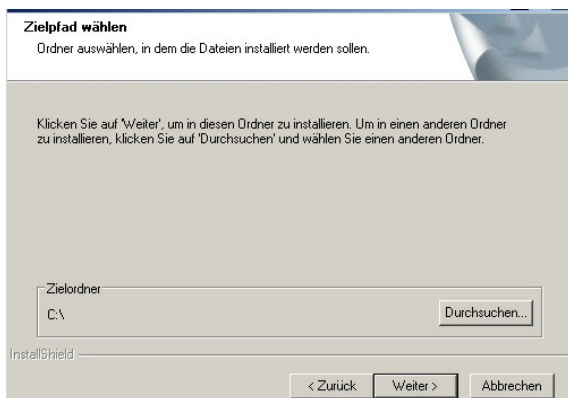 Zielpfad wählen
Ordner auswählen, in dem die Dateien installiert werden sollen.
Klicken Sie auf 'Weiter', um in diesen Ordner zu installieren. Um in einen anderen Ordner
zu installieren, klicken Sie auf 'Durchsuchen' und wählen Sie einen anderen Ordner.
Zielordner
C:\
Durchsuchen...
InstallShield
< Zurück
Weiter >
Abbrechen